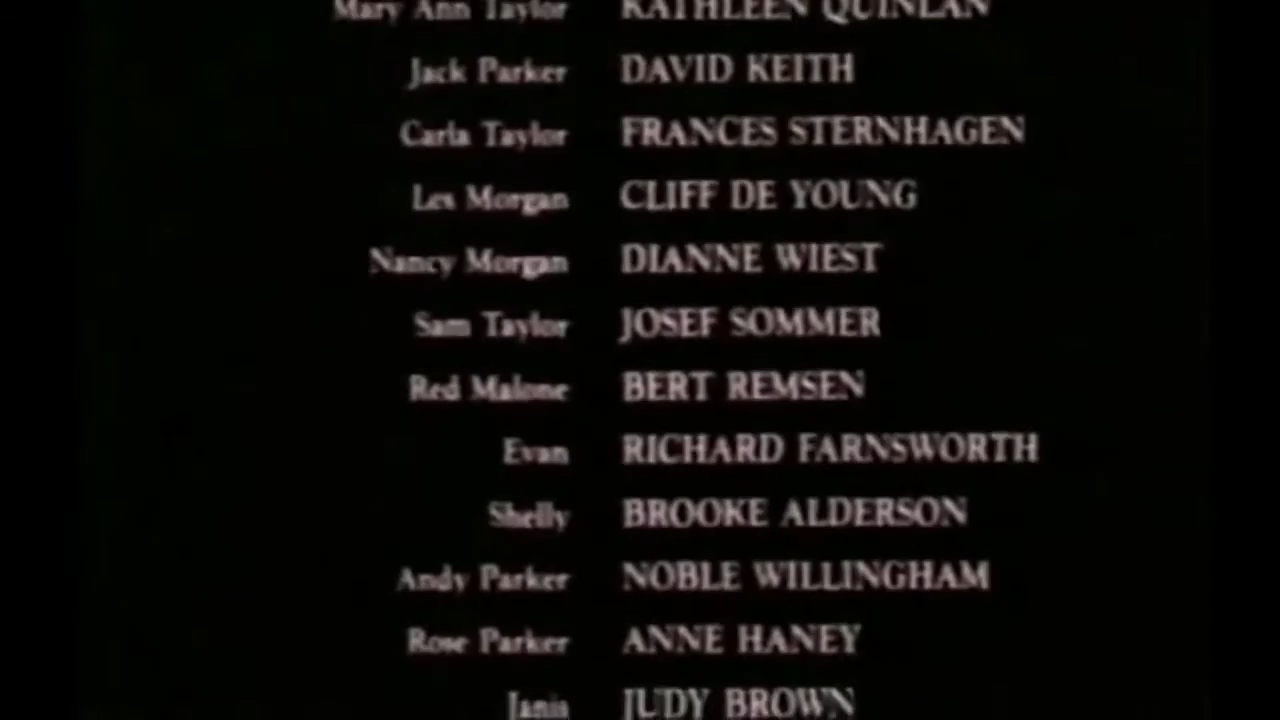 Mary Ann Taylor KATHLEEN QUINLAN
Jack Parker DAVID KEITH
Carla Taylor FRANCES STERNHAGEN
Les Morgan CLIFF DE YOUNG
Nancy Morgan DIANNE WIEST
Sam Taylor JOSEF SOMMER
Red Malone BERT REMSEN
Evan RICHARD FARNSWORTH
Shelly BROOKE ALDERSON
Andy Parker NOBLE WILLINGHAM
Rose Parker ANNE HANEY
Janis JUDY BROWN